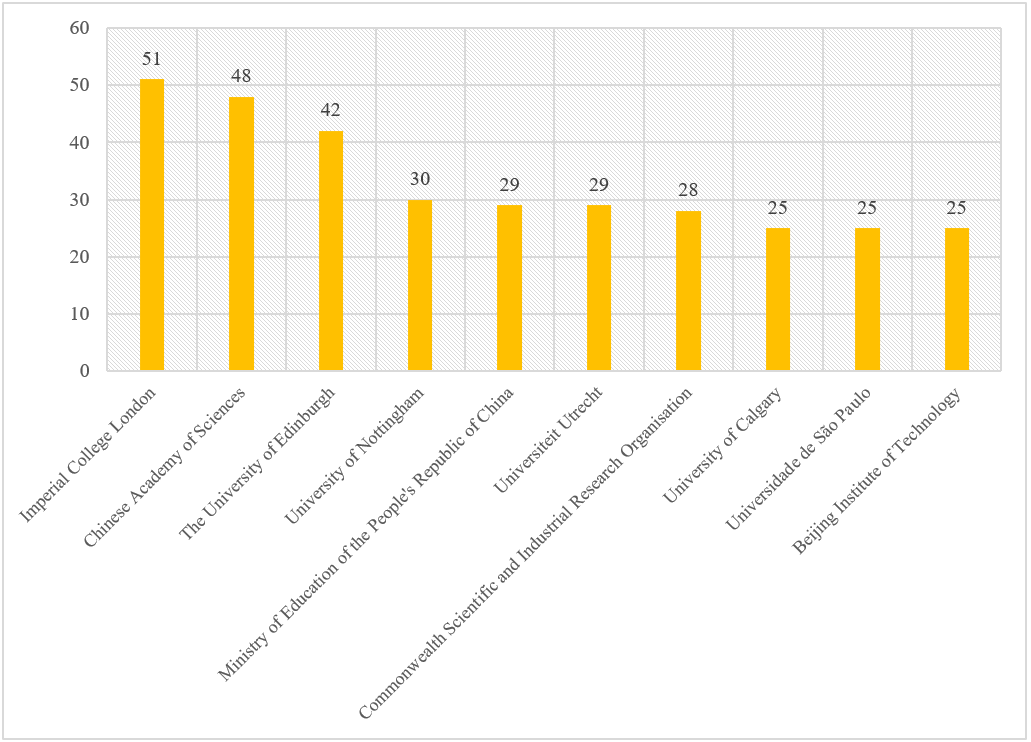 60
50
40
30
20
10
0
51
48
42
30
29
29
28
25
25
25
Imperial College London
Chinese Academy of Sciences
The University of Edinburgh
University of Nottingham
Ministry of Education of the People's Republic of China
Universiteit Utrecht
Commonwealth Scientific and Industrial Research Organisation
University of Calgary
Universidade de São Paulo
Beijing Institute of Technology